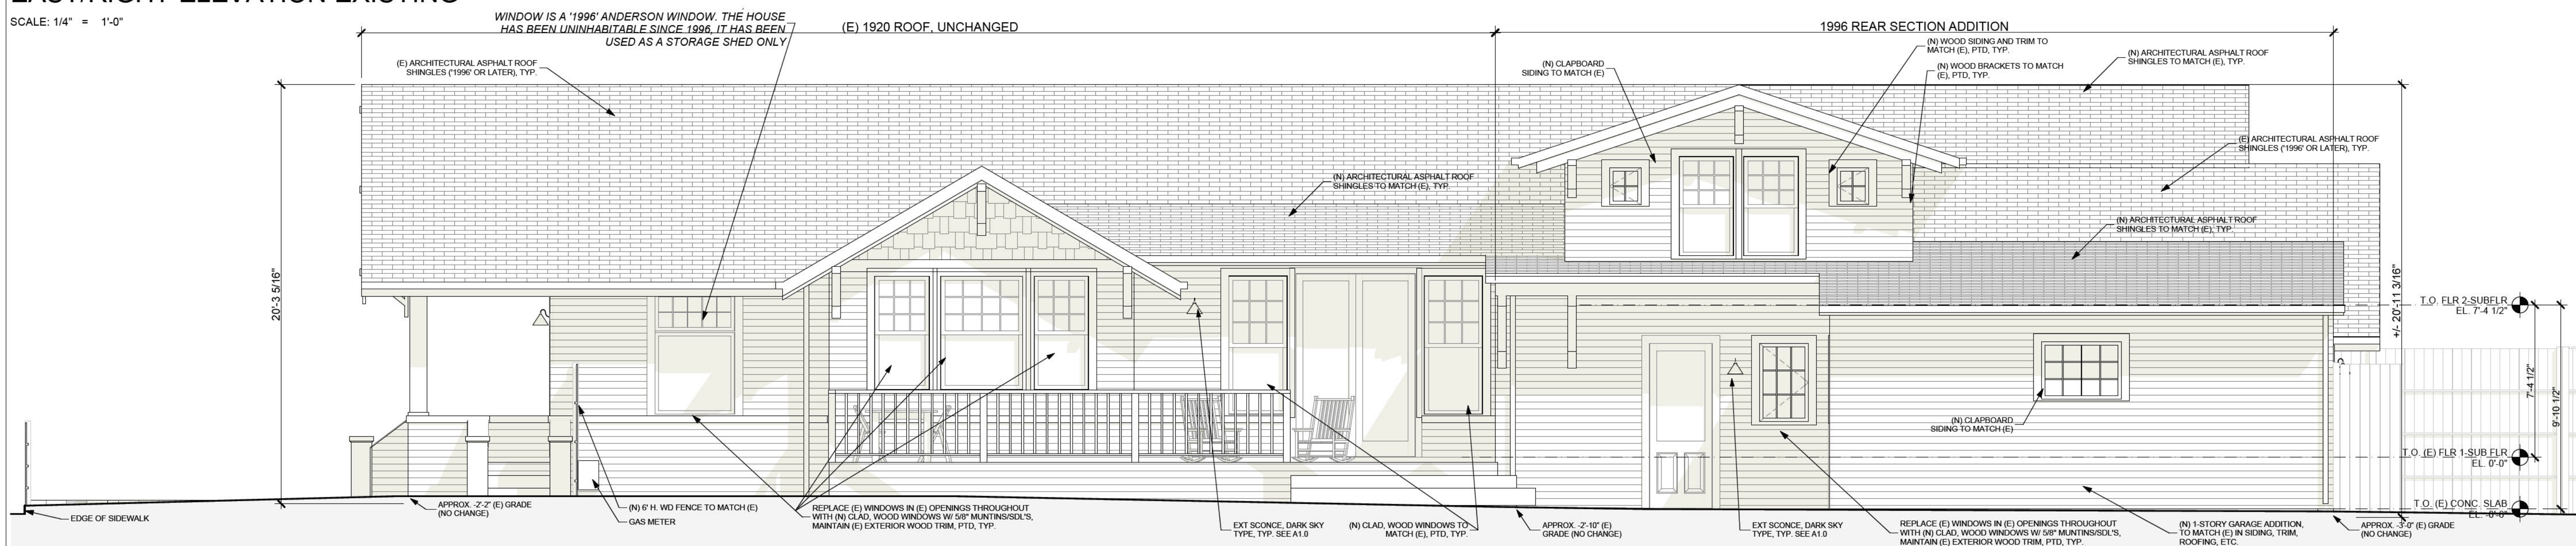 EAST/RIGHT ELEVATION EXISTING
SCALE: 1/4" = 1'-0"
WINDOW IS A '1996' ANDERSON WINDOW. THE HOUSE
HAS BEEN UNINHABITABLE SINCE 1996, IT HAS BEEN
USED AS A STORAGE SHED ONLY
(E) 1920 ROOF, UNCHANGED
1996 REAR SECTION ADDITION
(E) ARCHITECTURAL ASPHALT ROOF
SHINGLES ('1996' OR LATER), TYP.
(N) CLAPBOARD
SIDING TO MATCH (E)
(N) WOOD SIDING AND TRIM TO
MATCH (E), PTD, TYP.
(N) WOOD BRACKETS TO MATCH
(E), PTD, TYP.
(N) ARCHITECTURAL ASPHALT ROOF
SHINGLES TO MATCH (E), TYP.
(E) ARCHITECTURAL ASPHALT ROOF
SHINGLES ('1996' OR LATER), TYP.
(N) ARCHITECTURAL ASPHALT ROOF
SHINGLES TO MATCH (E), TYP.
(N) ARCHITECTURAL ASPHALT ROOF
SHINGLES TO MATCH (E), TYP.
20'-3 5/16"
+/- 20'-11 3/16"
T.O. FLR 2-SUBFLR
EL. 7'-4 1/2"
7'-4 1/2"
9'-10 1/2"
(N) CLAPBOARD
SIDING TO MATCH (E)
T.O. (E) FLR 1-SUB FLR
EL. 0'-0"
T.O. (E) CONC. SLAB
EDGE OF SIDEWALK
APPROX. -2'-2" (E) GRADE
(NO CHANGE)
(N) 6' H. WD FENCE TO MATCH (E)
GAS METER
REPLACE (E) WINDOWS IN (E) OPENINGS THROUGHOUT
WITH (N) CLAD, WOOD WINDOWS W/ 5/8" MUNTINS/SDL'S,
MAINTAIN (E) EXTERIOR WOOD TRIM, PTD, TYP.
EXT SCONCE, DARK SKY
TYPE, TYP. SEE A1.0
(N) CLAD, WOOD WINDOWS TO
MATCH (E), PTD, TYP.
APPROX. -2'-10" (E)
GRADE (NO CHANGE)
EXT SCONCE, DARK SKY
TYPE, TYP. SEE A1.0
REPLACE (E) WINDOWS IN (E) OPENINGS THROUGHOUT
WITH (N) CLAD, WOOD WINDOWS W/ 5/8" MUNTINS/SDL'S,
MAINTAIN (E) EXTERIOR WOOD TRIM, PTD, TYP.
(N) 1-STORY GARAGE ADDITION,
TO MATCH (E) IN SIDING, TRIM,
ROOFING, ETC.
APPROX. -3'-0" (E) GRADE
(NO CHANGE)